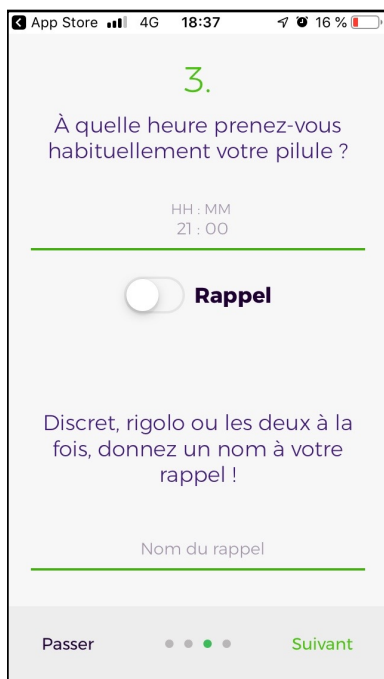 App Store 4G 18:37 16 %
3.
À quelle heure prenez-vous
habituellement votre pilule ?
HH : MM
21 : 00
Rappel
Discret, rigolo ou les deux à la
fois, donnez un nom à votre
rappel !
Nom du rappel
Passer Suivant